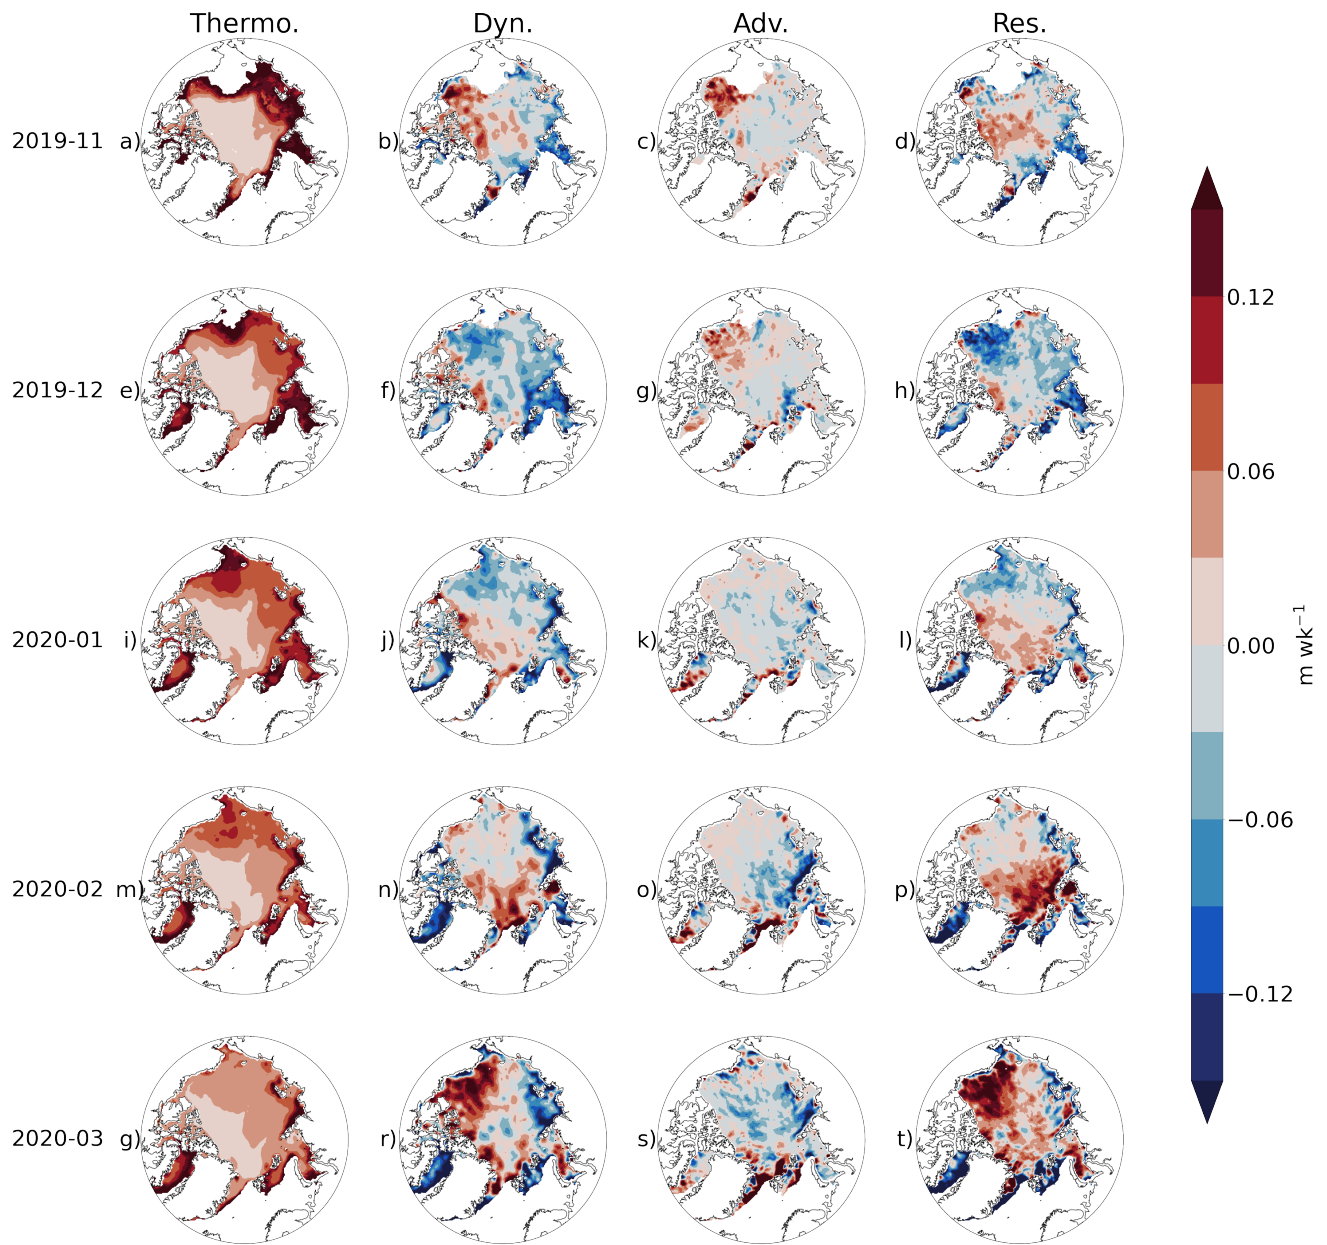 Thermo. Dyn. Adv. Res.
2019-11 a) b) c) d)
2019-12 e) f) g) h)
2020-01 i) j) k) l)
2020-02 m) n) o) p)
2020-03 g) r) s) t)
0.12
0.06
0.00
−0.06
−0.12
m wk⁻¹